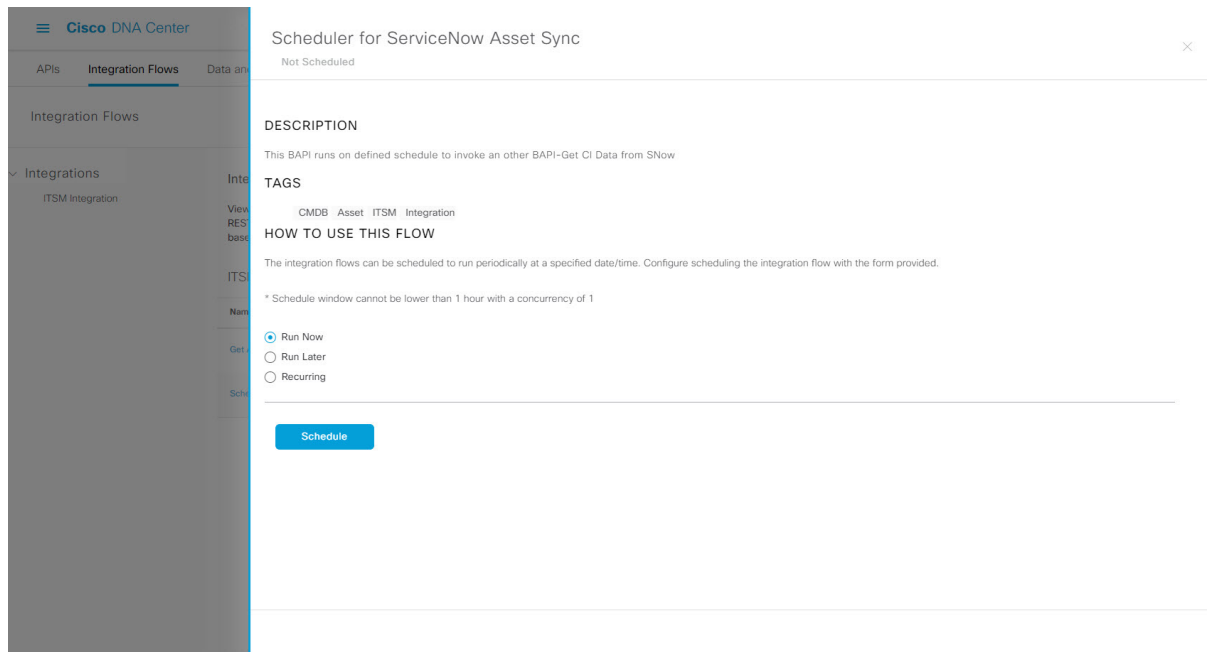 Cisco DNA Center
APIs Integration Flows Data an
Integration Flows
Integrations
ITSM Integration
Inte
View
RES
base
ITS
Nam
Get
Sche
Scheduler for ServiceNow Asset Sync
Not Scheduled
DESCRIPTION
This BAPI runs on defined schedule to invoke an other BAPI-Get CI Data from SNow
TAGS
CMDB Asset ITSM Integration
HOW TO USE THIS FLOW
The integration flows can be scheduled to run periodically at a specified date/time. Configure scheduling the integration flow with the form provided.
* Schedule window cannot be lower than 1 hour with a concurrency of 1
Run Now
Run Later
Recurring
Schedule